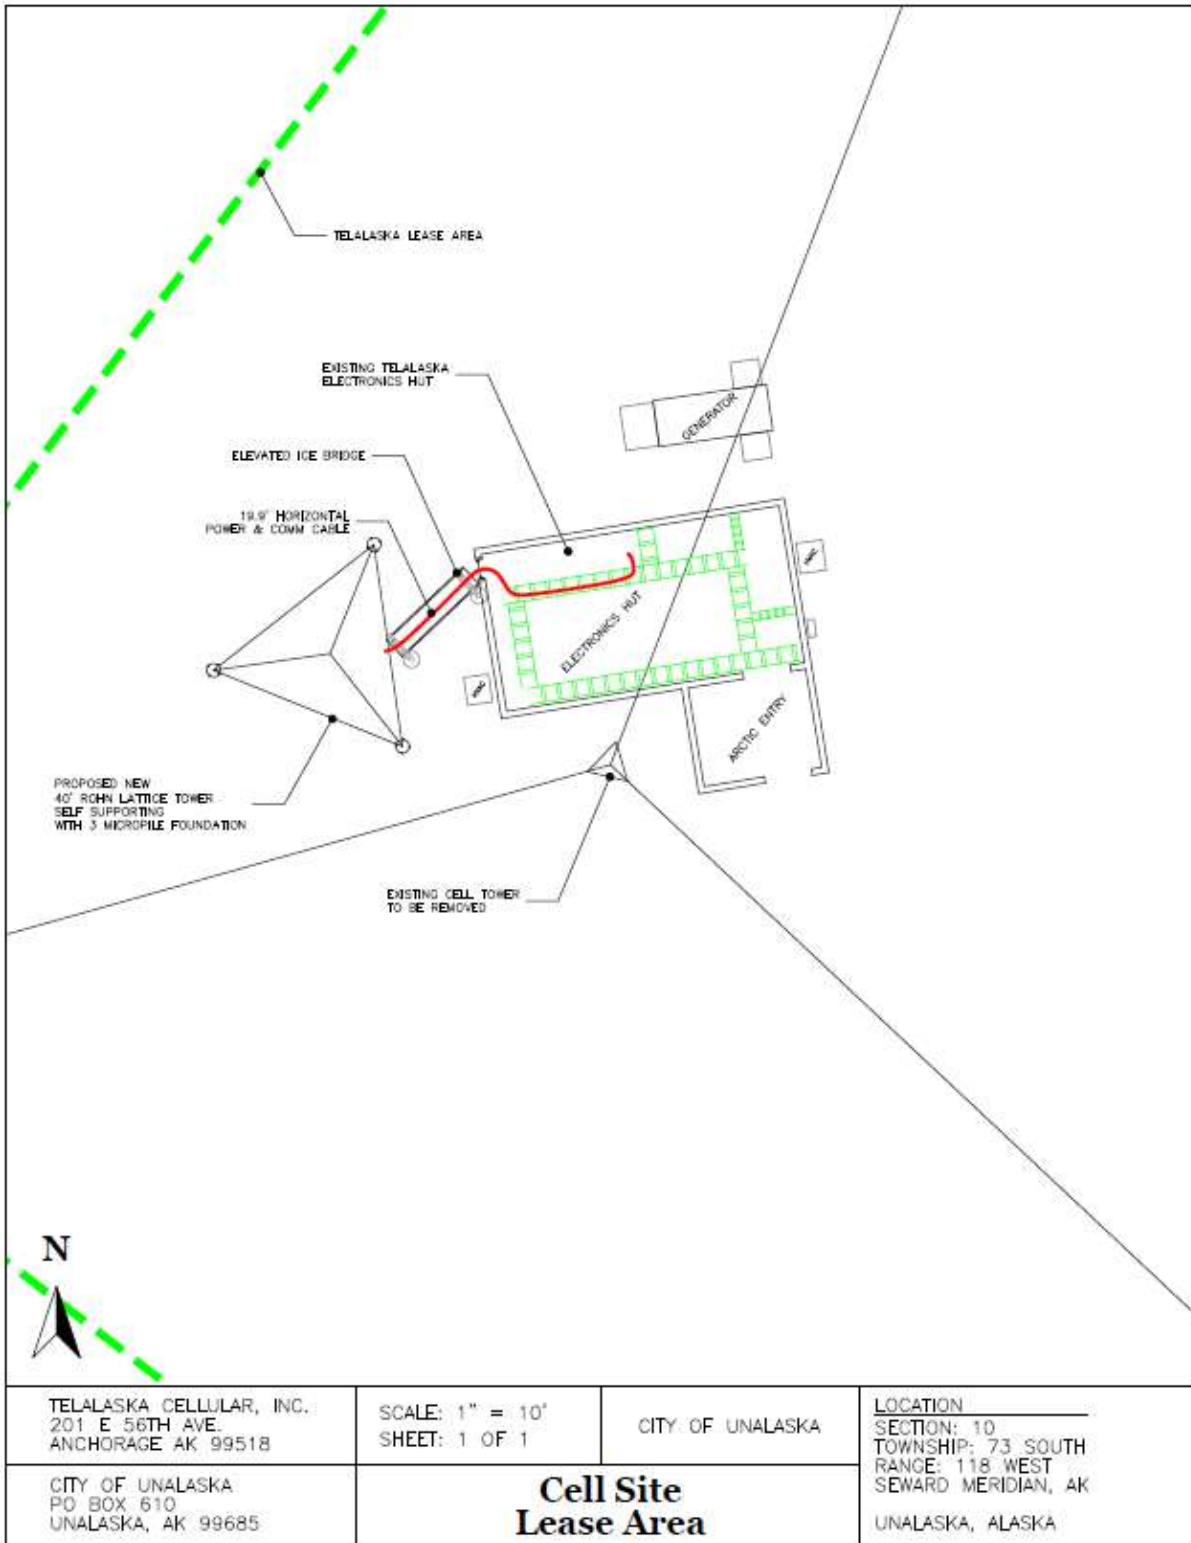 TELALASKA LEASE AREA
EXISTING TELALASKA
ELECTRONICS HUT
GENERATOR
ELEVATED ICE BRIDGE
19.9' HORIZONTAL
POWER & COMM CABLE
HVAC
ELECTRONICS HUT
HVAC
ARCTIC ENTRY
PROPOSED NEW
40' ROHN LATTICE TOWER
SELF SUPPORTING
WITH 3 MICROPILE FOUNDATION
EXISTING CELL TOWER
TO BE REMOVED
N
TELALASKA CELLULAR, INC.
201 E 56TH AVE.
ANCHORAGE AK 99518
SCALE: 1" = 10'
SHEET: 1 OF 1
CITY OF UNALASKA
LOCATION
SECTION: 10
TOWNSHIP: 73 SOUTH
RANGE: 118 WEST
SEWARD MERIDIAN, AK
UNALASKA, ALASKA
CITY OF UNALASKA
PO BOX 610
UNALASKA, AK 99685
Cell Site
Lease Area